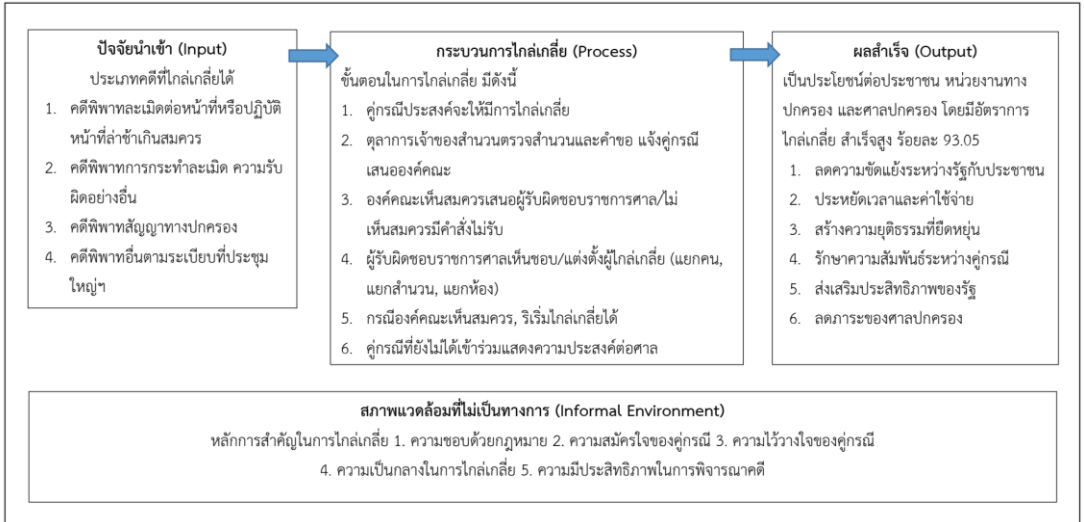 ปัจจัยนำเข้า (Input)
ประเภทคดีที่ไกล่เกลี่ยได้
1. คดีพิพาทละเมิดต่อหน้าที่หรือปฏิบัติ
หน้าที่ล่าช้าเกินสมควร
2. คดีพิพาทการกระทำละเมิด ความรับ
ผิดอย่างอื่น
3. คดีพิพาทสัญญาทางปกครอง
4. คดีพิพาทอื่นตามระเบียบที่ประชุม
ใหญ่ฯ
กระบวนการไกล่เกลี่ย (Process)
ขั้นตอนในการไกล่เกลี่ย มีดังนี้
1. คู่กรณีประสงค์จะให้มีการไกล่เกลี่ย
2. ตุลาการเจ้าของสำนวนตรวจสำนวนและคำขอ แจ้งคู่กรณี
เสนอองค์คณะ
3. องค์คณะเห็นสมควรเสนอผู้รับผิดชอบราชการศาล/ไม่
เห็นสมควรมีคำสั่งไม่รับ
4. ผู้รับผิดชอบราชการศาลเห็นชอบ/แต่งตั้งผู้ไกล่เกลี่ย (แยกคน,
แยกสำนวน, แยกห้อง)
5. กรณีองค์คณะเห็นสมควร, ริเริ่มไกล่เกลี่ยได้
6. คู่กรณีที่ยังไม่ได้เข้าร่วมแสดงความประสงค์ต่อศาล
ผลสำเร็จ (Output)
เป็นประโยชน์ต่อประชาชน หน่วยงานทาง
ปกครอง และศาลปกครอง โดยมีอัตราการ
ไกล่เกลี่ย สำเร็จสูง ร้อยละ 93.05
1. ลดความขัดแย้งระหว่างรัฐกับประชาชน
2. ประหยัดเวลาและค่าใช้จ่าย
3. สร้างความยุติธรรมที่ยืดหยุ่น
4. รักษาความสัมพันธ์ระหว่างคู่กรณี
5. ส่งเสริมประสิทธิภาพของรัฐ
6. ลดภาระของศาลปกครอง
สภาพแวดล้อมที่ไม่เป็นทางการ (Informal Environment)
หลักการสำคัญในการไกล่เกลี่ย 1. ความชอบด้วยกฎหมาย 2. ความสมัครใจของคู่กรณี 3. ความไว้วางใจของคู่กรณี
4. ความเป็นกลางในการไกล่เกลี่ย 5. ความมีประสิทธิภาพในการพิจารณาคดี